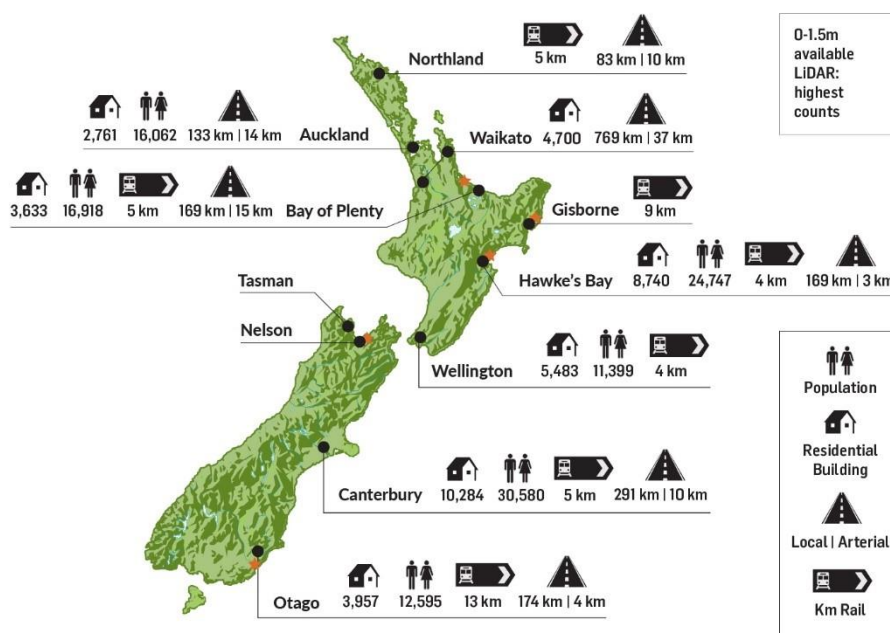 Northland
5 km
83 km | 10 km
0-1.5m
available
LiDAR:
highest
counts
2,761
16,062
133 km | 14 km
Auckland
Waikato
4,700
769 km | 37 km
3,633
16,918
5 km
169 km | 15 km
Bay of Plenty
Gisborne
9 km
Hawke's Bay
8,740
24,747
4 km
169 km | 3 km
Tasman
Nelson
Wellington
5,483
11,399
4 km
Population
Residential
Building
Local | Arterial
Km Rail
Canterbury
10,284
30,580
5 km
291 km | 10 km
Otago
3,957
12,595
13 km
174 km | 4 km